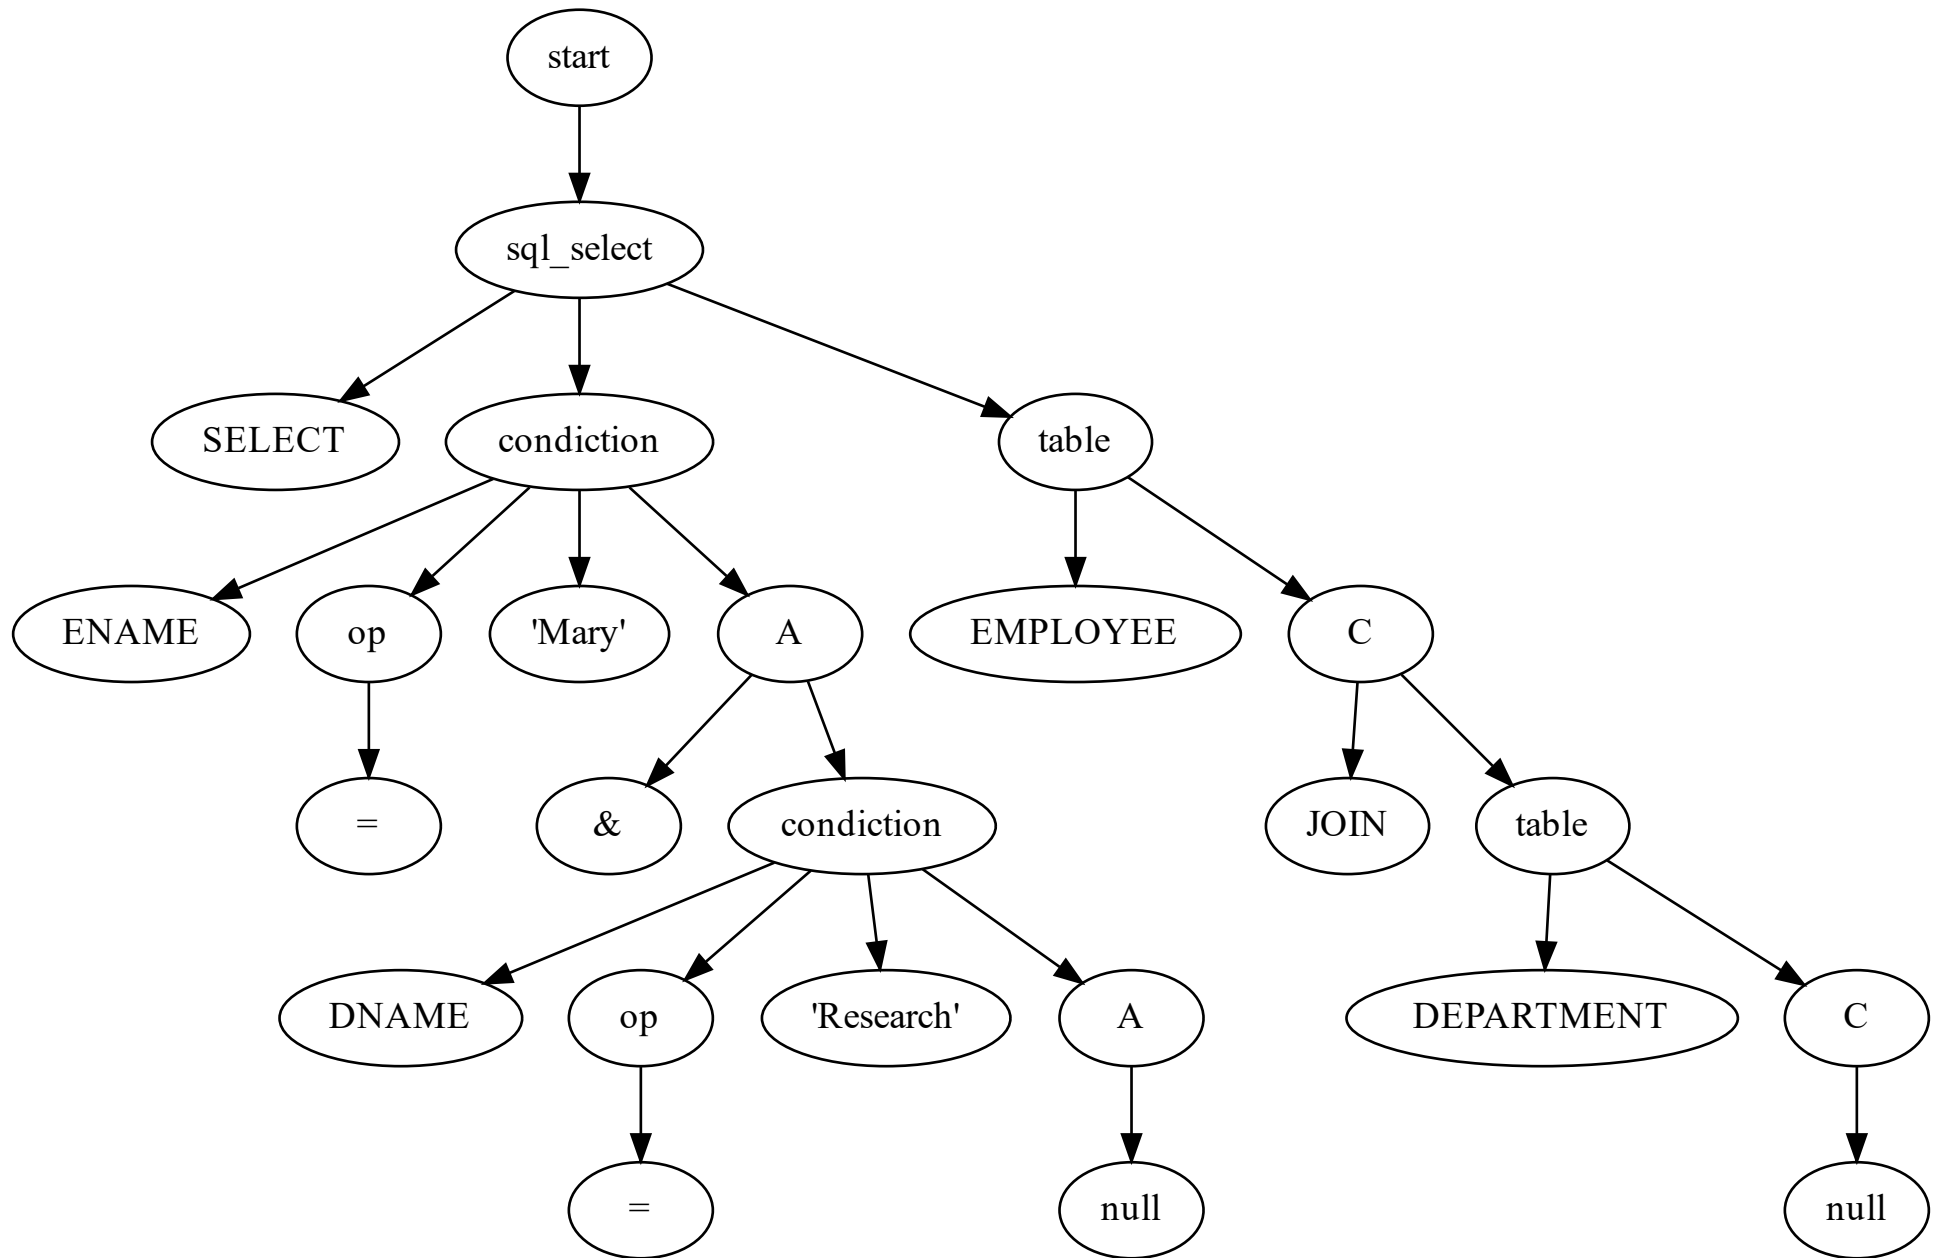 start
sql_select
SELECT
condiction
table
ENAME
op
'Mary'
A
EMPLOYEE
C
=
&
condiction
JOIN
table
DNAME
op
'Research'
A
DEPARTMENT
C
=
null
null